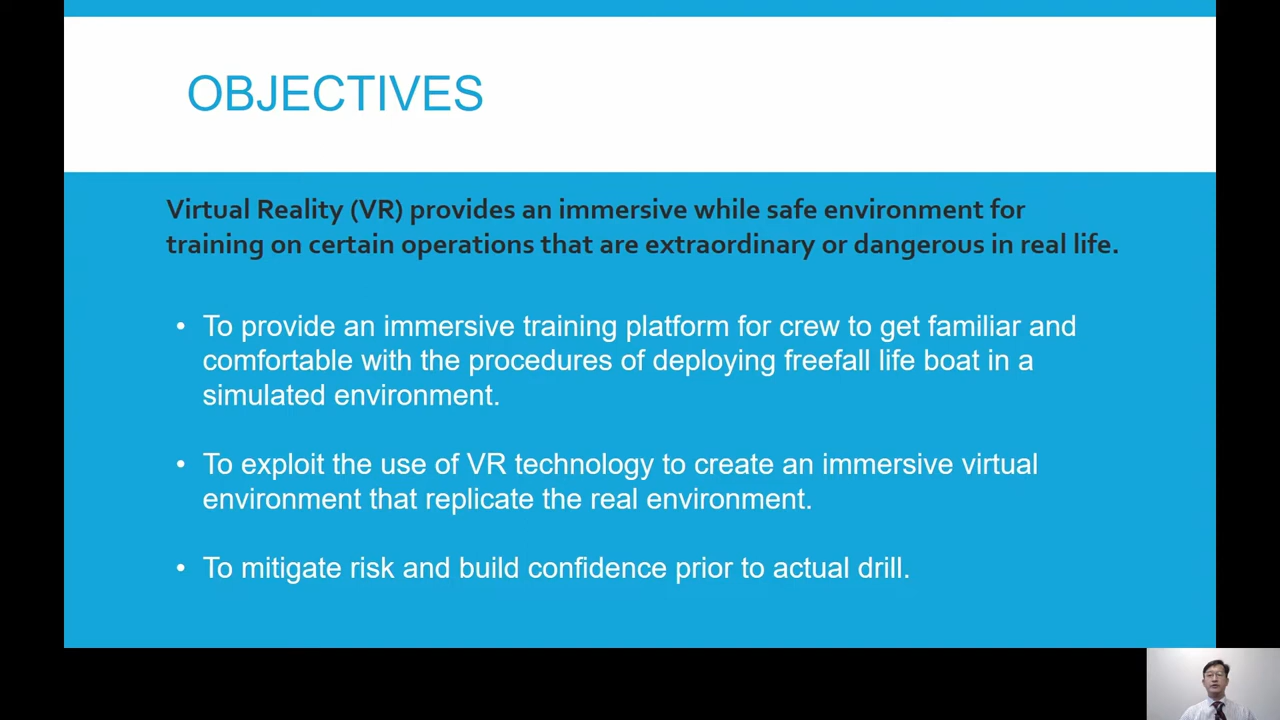 OBJECTIVES
Virtual Reality (VR) provides an immersive while safe environment for
training on certain operations that are extraordinary or dangerous in real life.
• To provide an immersive training platform for crew to get familiar and
comfortable with the procedures of deploying freefall life boat in a
simulated environment.
• To exploit the use of VR technology to create an immersive virtual
environment that replicate the real environment.
• To mitigate risk and build confidence prior to actual drill.